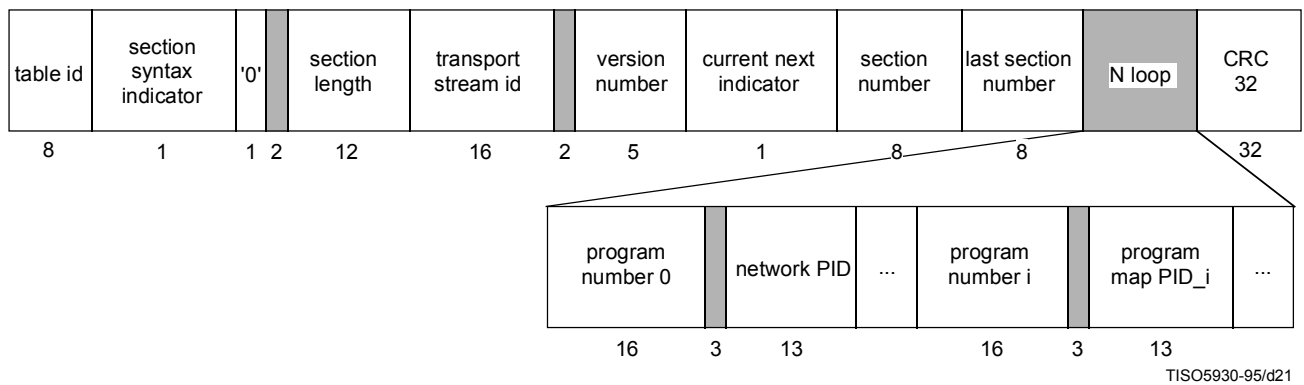 table id
section
syntax
indicator
'0'
section
length
transport
stream id
version
number
current next
indicator
section
number
last section
number
N loop
CRC
32
8
1
1
2
12
16
2
5
1
8
8
32
program
number 0
network PID
...
program
number i
program
map PID_i
...
16
3
13
16
3
13
TISO5930-95/d21